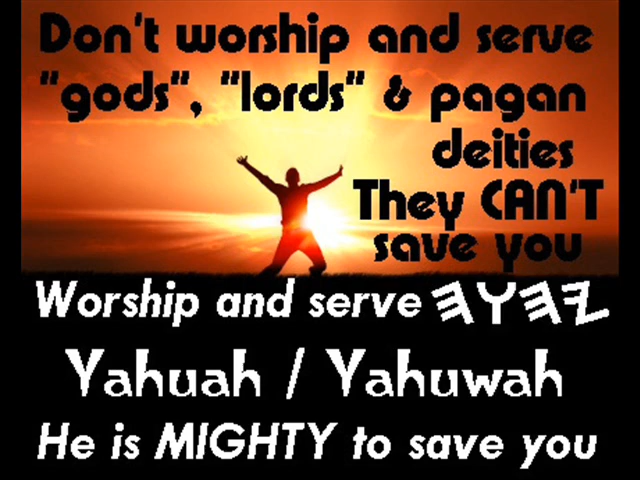 Don't worship and serve
"gods", "lords" & pagan
deities
They CAN'T
save you
Worship and serve 𐤄𐤅𐤄𐤉
Yahuah / Yahuwah
He is MIGHTY to save you